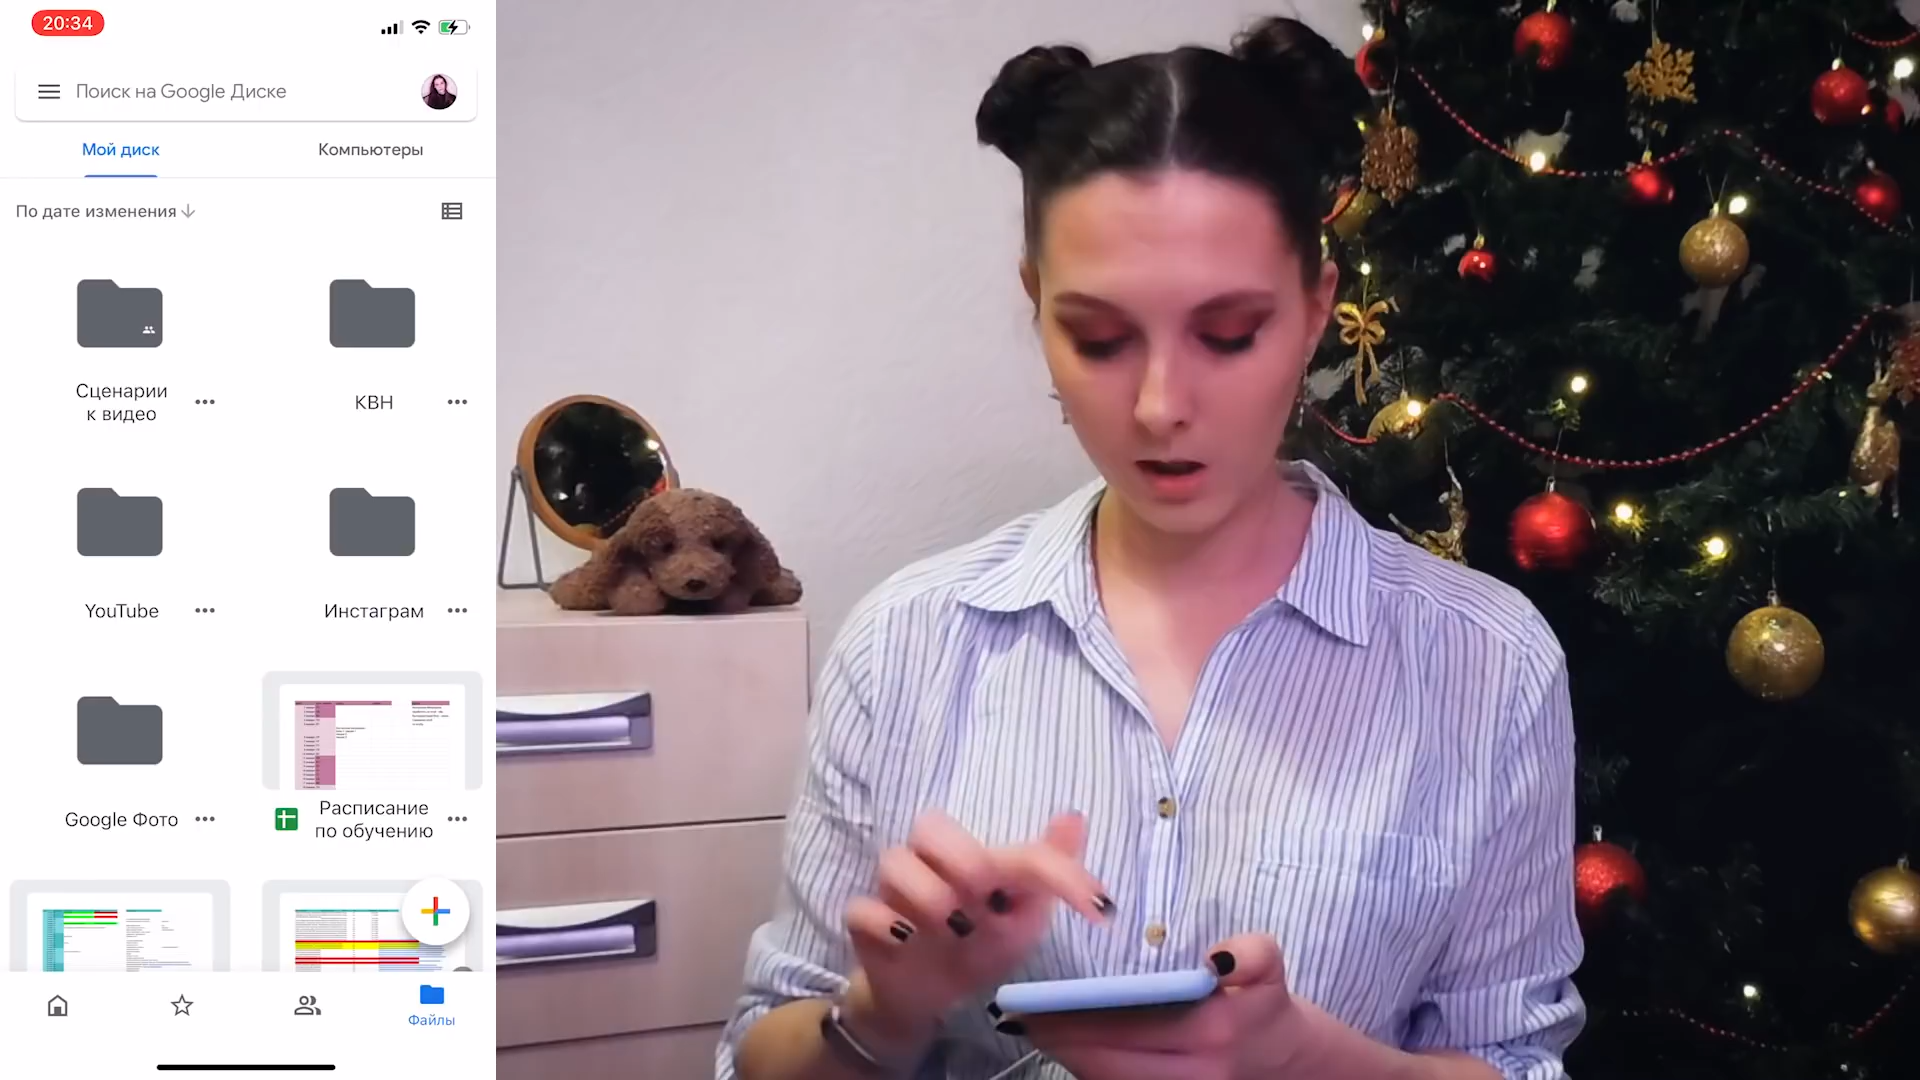 20:34
Поиск на Google Диске
Мой диск
Компьютеры
По дате изменения
Сценарии
к видео
КВН
YouTube
Инстаграм
Google Фото
Расписание
по обучению
Файлы